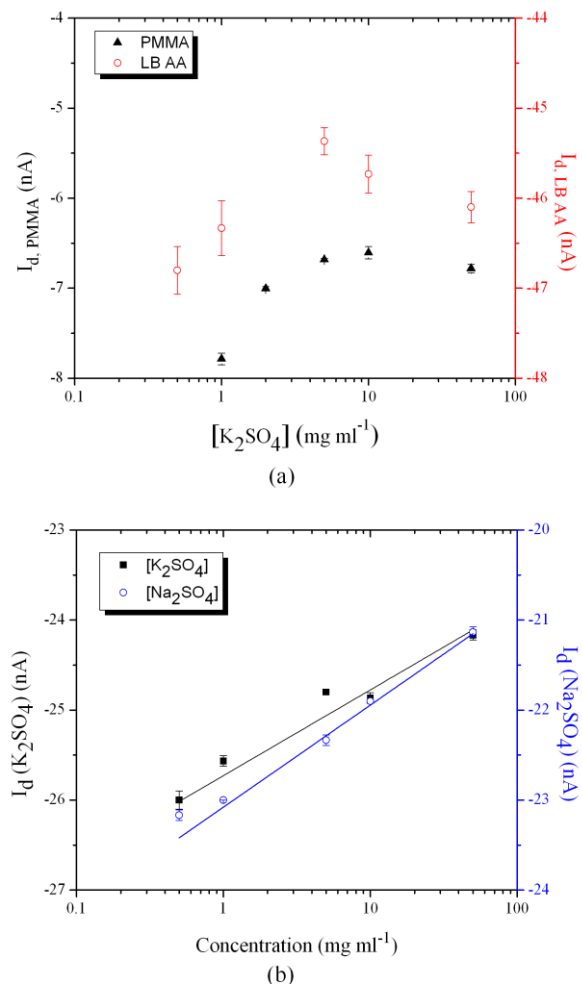 -4
-5
-6
-7
-8
I_d, PMMA (nA)
PMMA
LB AA
-44
-45
-46
-47
-48
I_d, LB AA (nA)
0.1
1
10
100
[K₂SO₄] (mg ml⁻¹)
(a)
-23
-24
-25
-26
-27
I_d (K₂SO₄) (nA)
[K₂SO₄]
[Na₂SO₄]
-20
-21
-22
-23
-24
I_d (Na₂SO₄) (nA)
0.1
1
10
100
Concentration (mg ml⁻¹)
(b)